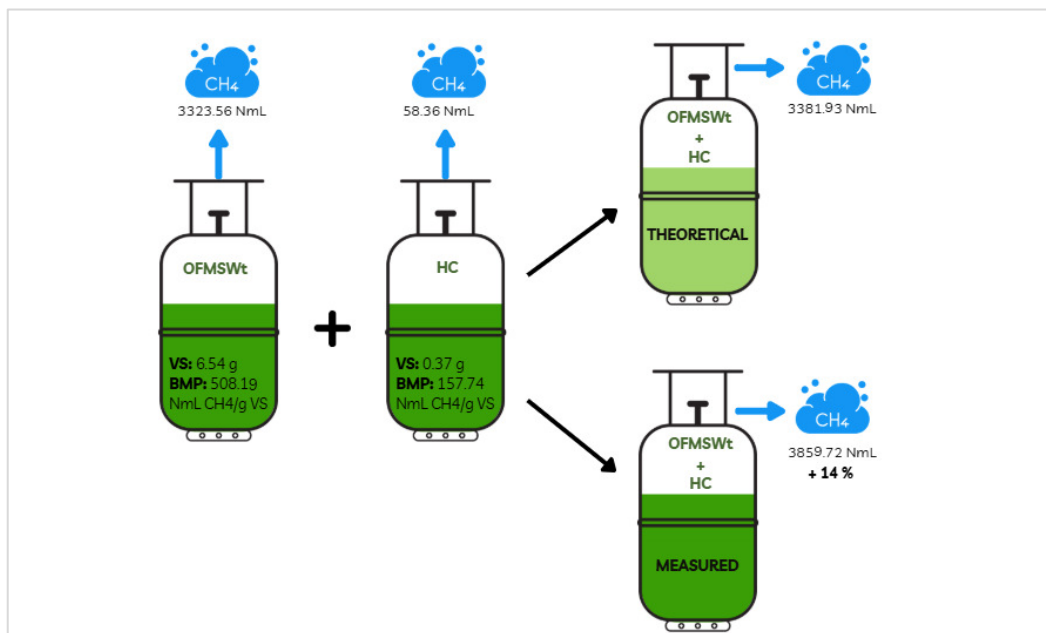 CH4
3323.56 NmL
OFMSWt
VS: 6.54 g
BMP: 508.19
NmL CH4/g VS
+
CH4
58.36 NmL
HC
VS: 0.37 g
BMP: 157.74
NmL CH4/g VS
CH4
3381.93 NmL
OFMSWt
+
HC
THEORETICAL
CH4
3859.72 NmL
+ 14 %
OFMSWt
+
HC
MEASURED